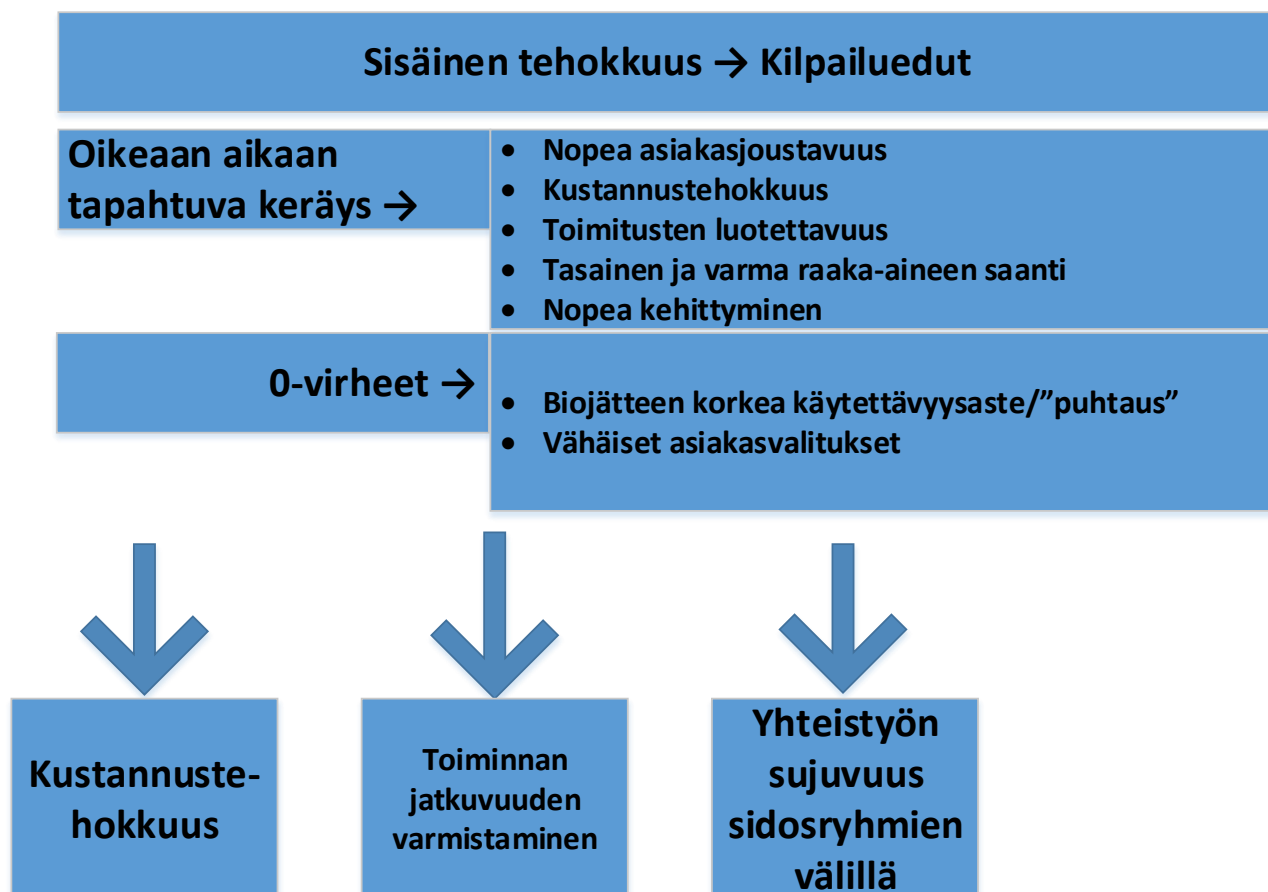 Sisäinen tehokkuus → Kilpailuedut
Oikeaan aikaan
tapahtuva keräys →
• Nopea asiakasjoustavuus
• Kustannustehokkuus
• Toimitusten luotettavuus
• Tasainen ja varma raaka-aineen saanti
• Nopea kehittyminen
0-virheet →
• Biojätteen korkea käytettävyysaste/”puhtaus”
• Vähäiset asiakasvalitukset
Kustannuste-
hokkuus
Toiminnan
jatkuvuuden
varmistaminen
Yhteistyön
sujuvuus
sidosryhmien
välillä